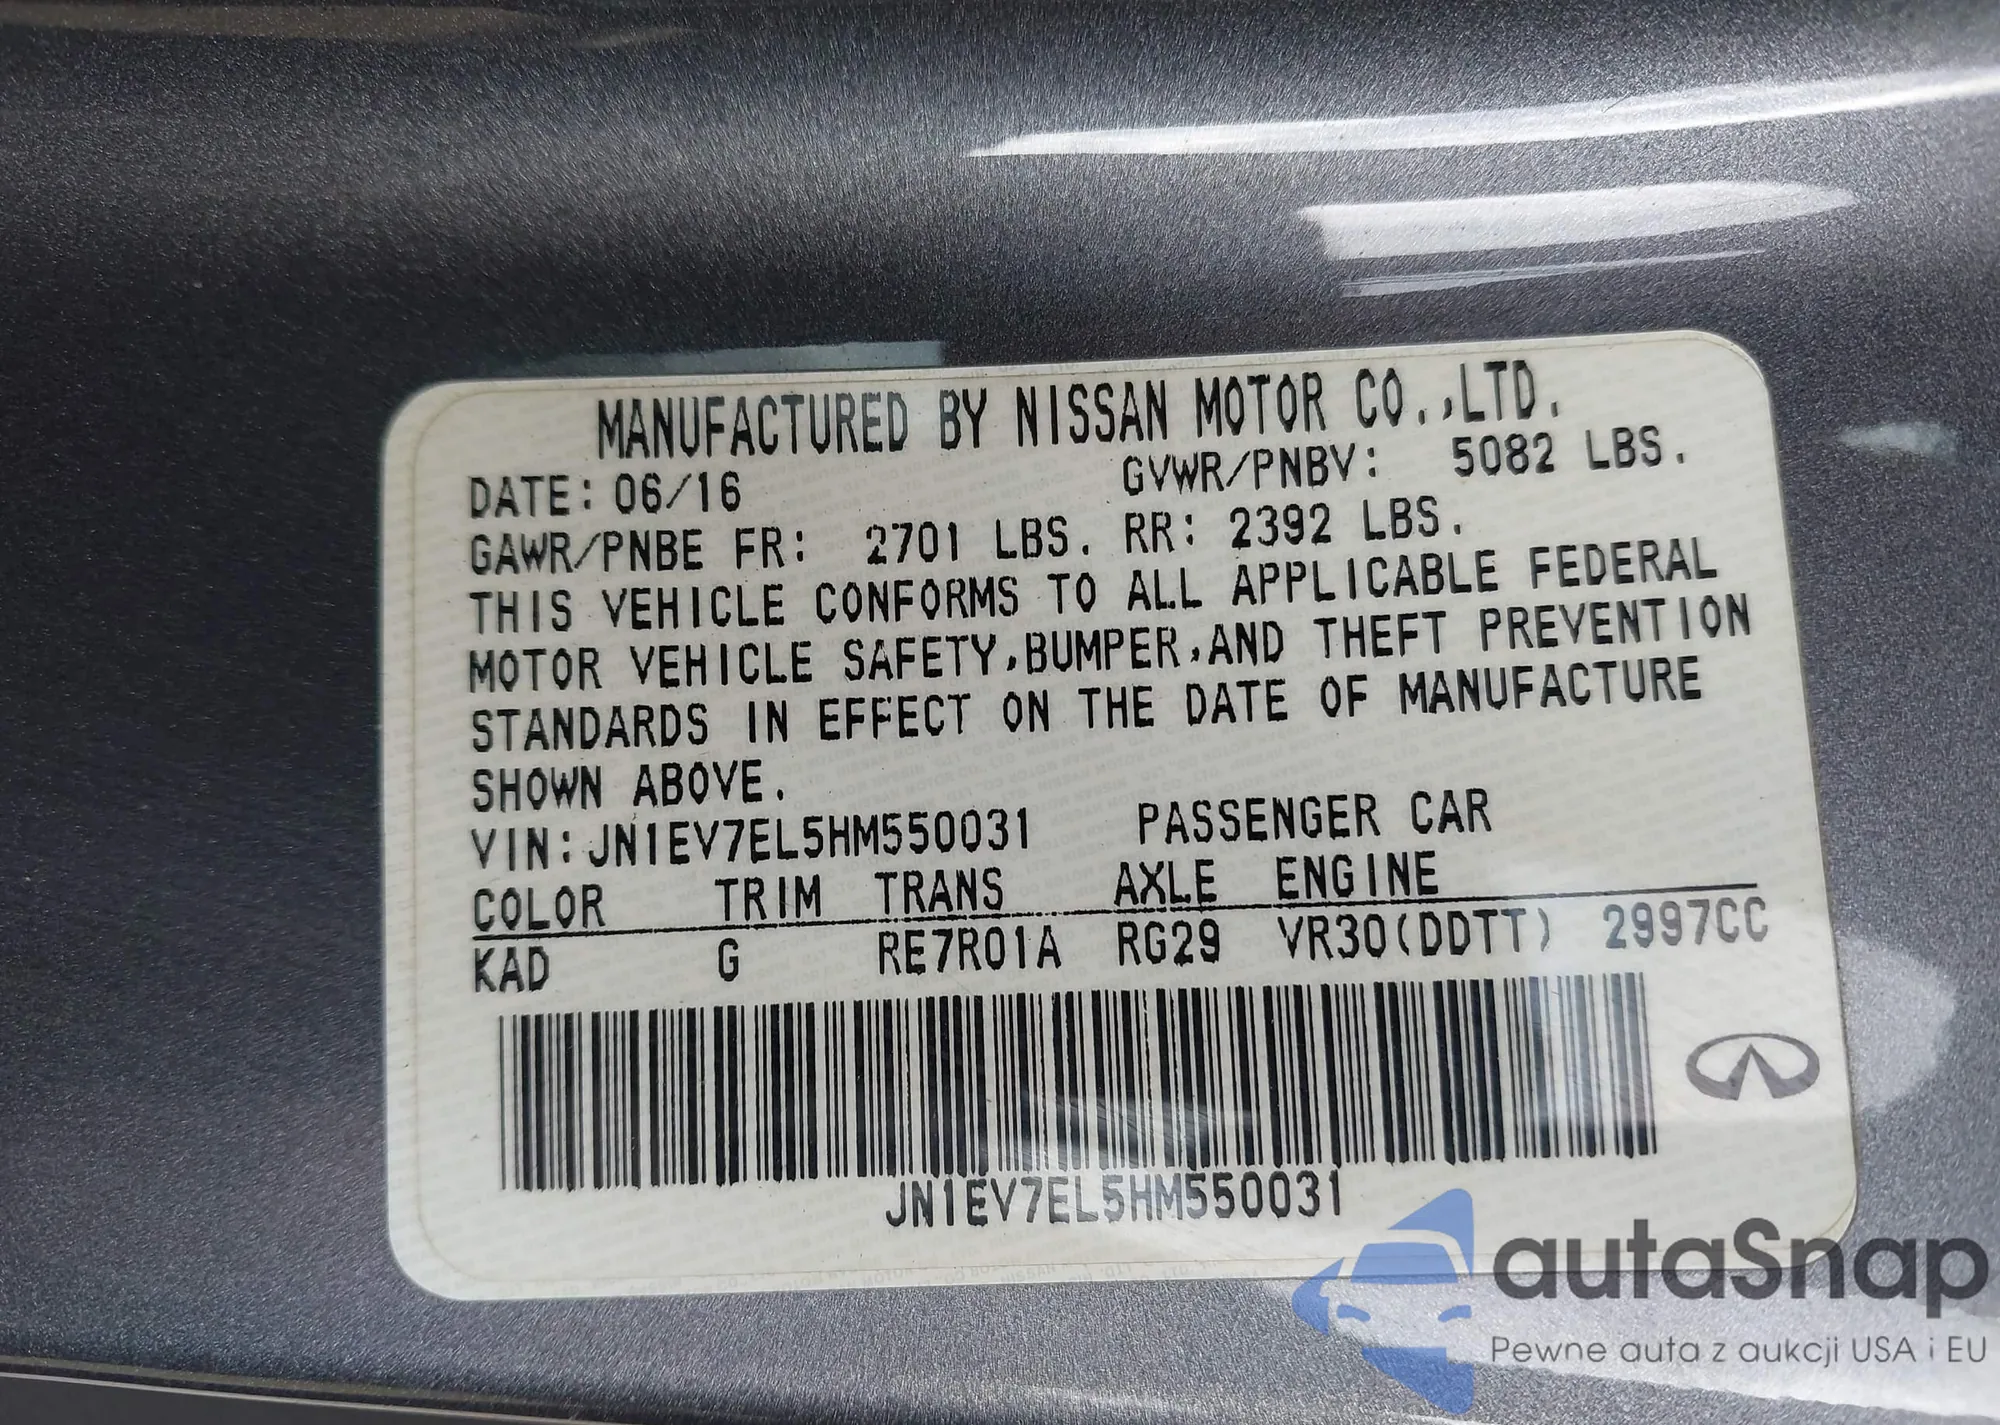 MANUFACTURED BY NISSAN MOTOR CO.,LTD.
DATE: 06/16 GVWR/PNBV: 5082 LBS.
GAWR/PNBE FR: 2701 LBS. RR: 2392 LBS.
THIS VEHICLE CONFORMS TO ALL APPLICABLE FEDERAL
MOTOR VEHICLE SAFETY,BUMPER,AND THEFT PREVENTION
STANDARDS IN EFFECT ON THE DATE OF MANUFACTURE
SHOWN ABOVE.
VIN:JN1EV7EL5HM550031 PASSENGER CAR
COLOR TRIM TRANS AXLE ENGINE
KAD G RE7R01A RG29 VR30(DDTT) 2997CC
JN1EV7EL5HM550031
autaSnap
Pewne auta z aukcji USA i EU